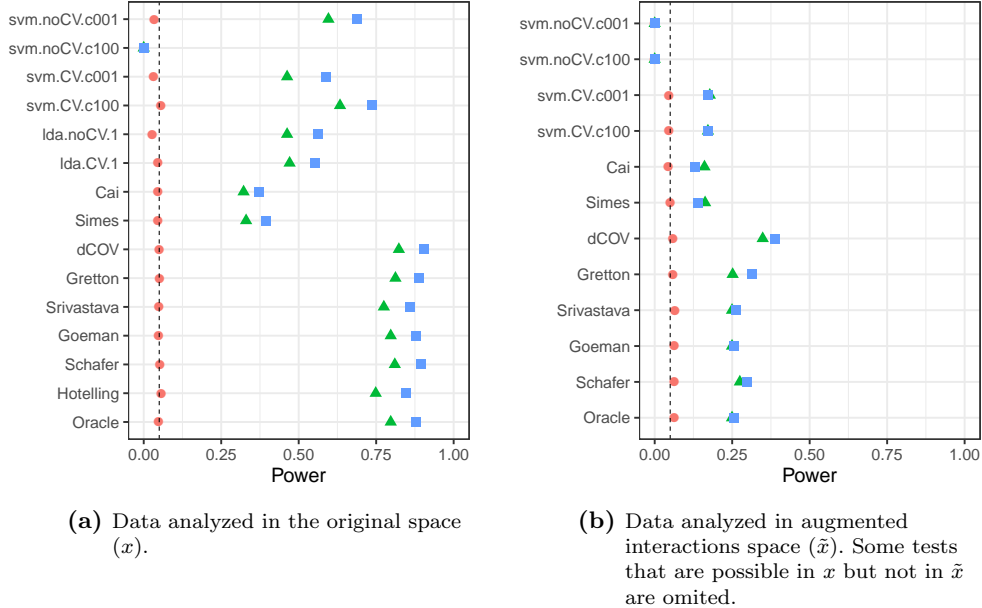 svm.noCV.c001
svm.noCV.c100
svm.CV.c001
svm.CV.c100
lda.noCV.1
lda.CV.1
Cai
Simes
dCOV
Gretton
Srivastava
Goeman
Schafer
Hotelling
Oracle
0.00 0.25 0.50 0.75 1.00
Power
(a) Data analyzed in the original space
(x).
svm.noCV.c001
svm.noCV.c100
svm.CV.c001
svm.CV.c100
Cai
Simes
dCOV
Gretton
Srivastava
Goeman
Schafer
Oracle
0.00 0.25 0.50 0.75 1.00
Power
(b) Data analyzed in augmented
interactions space (x̃). Some tests
that are possible in x but not in x̃
are omited.